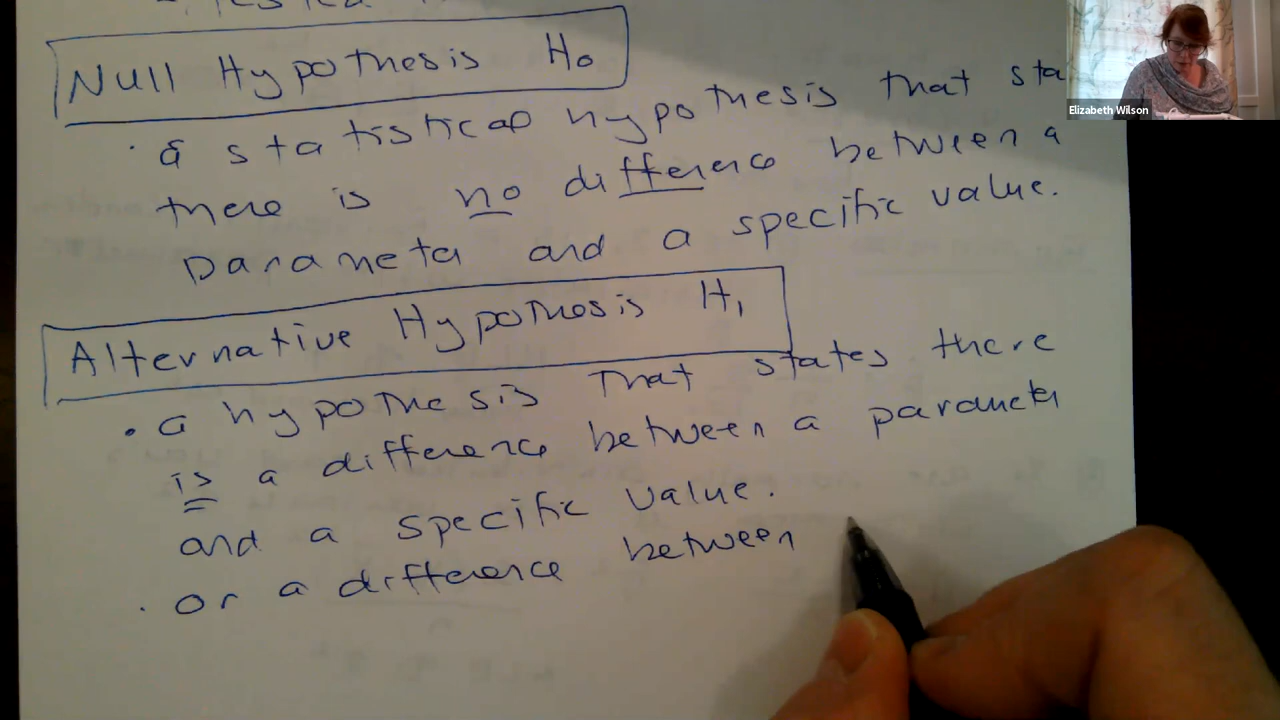 Null Hypothesis H₀
• a statistical hypothesis that sta
there is no difference between a
parameter and a specific value.
Alternative Hypothesis H₁
• a hypothesis that states there
is a difference between a parameter
and a specific value.
• or a difference between
Elizabeth Wilson